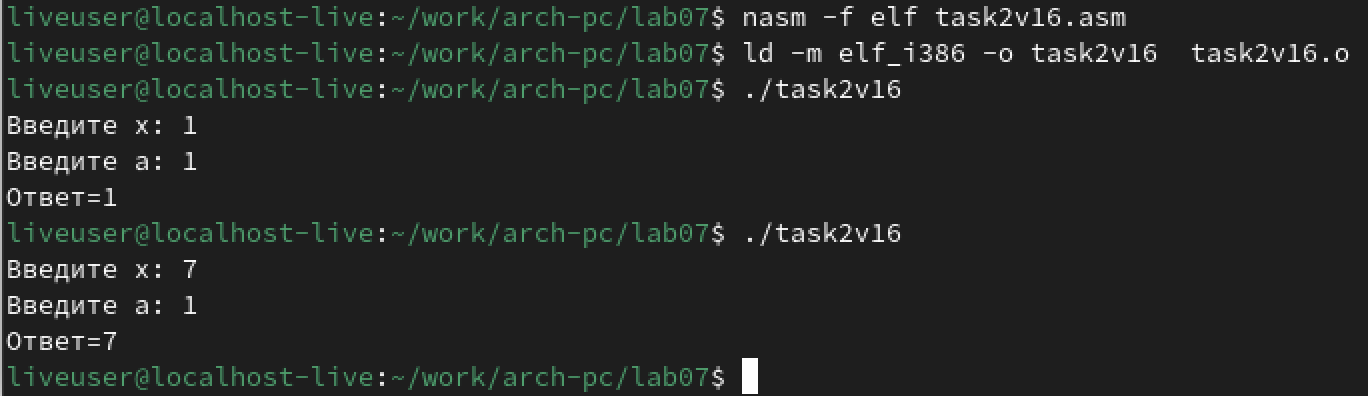 liveuser@localhost-live:~/work/arch-pc/lab07$ nasm -f elf task2v16.asm
liveuser@localhost-live:~/work/arch-pc/lab07$ ld -m elf_i386 -o task2v16  task2v16.o
liveuser@localhost-live:~/work/arch-pc/lab07$ ./task2v16
Введите x: 1
Введите a: 1
Ответ=1
liveuser@localhost-live:~/work/arch-pc/lab07$ ./task2v16
Введите x: 7
Введите a: 1
Ответ=7
liveuser@localhost-live:~/work/arch-pc/lab07$